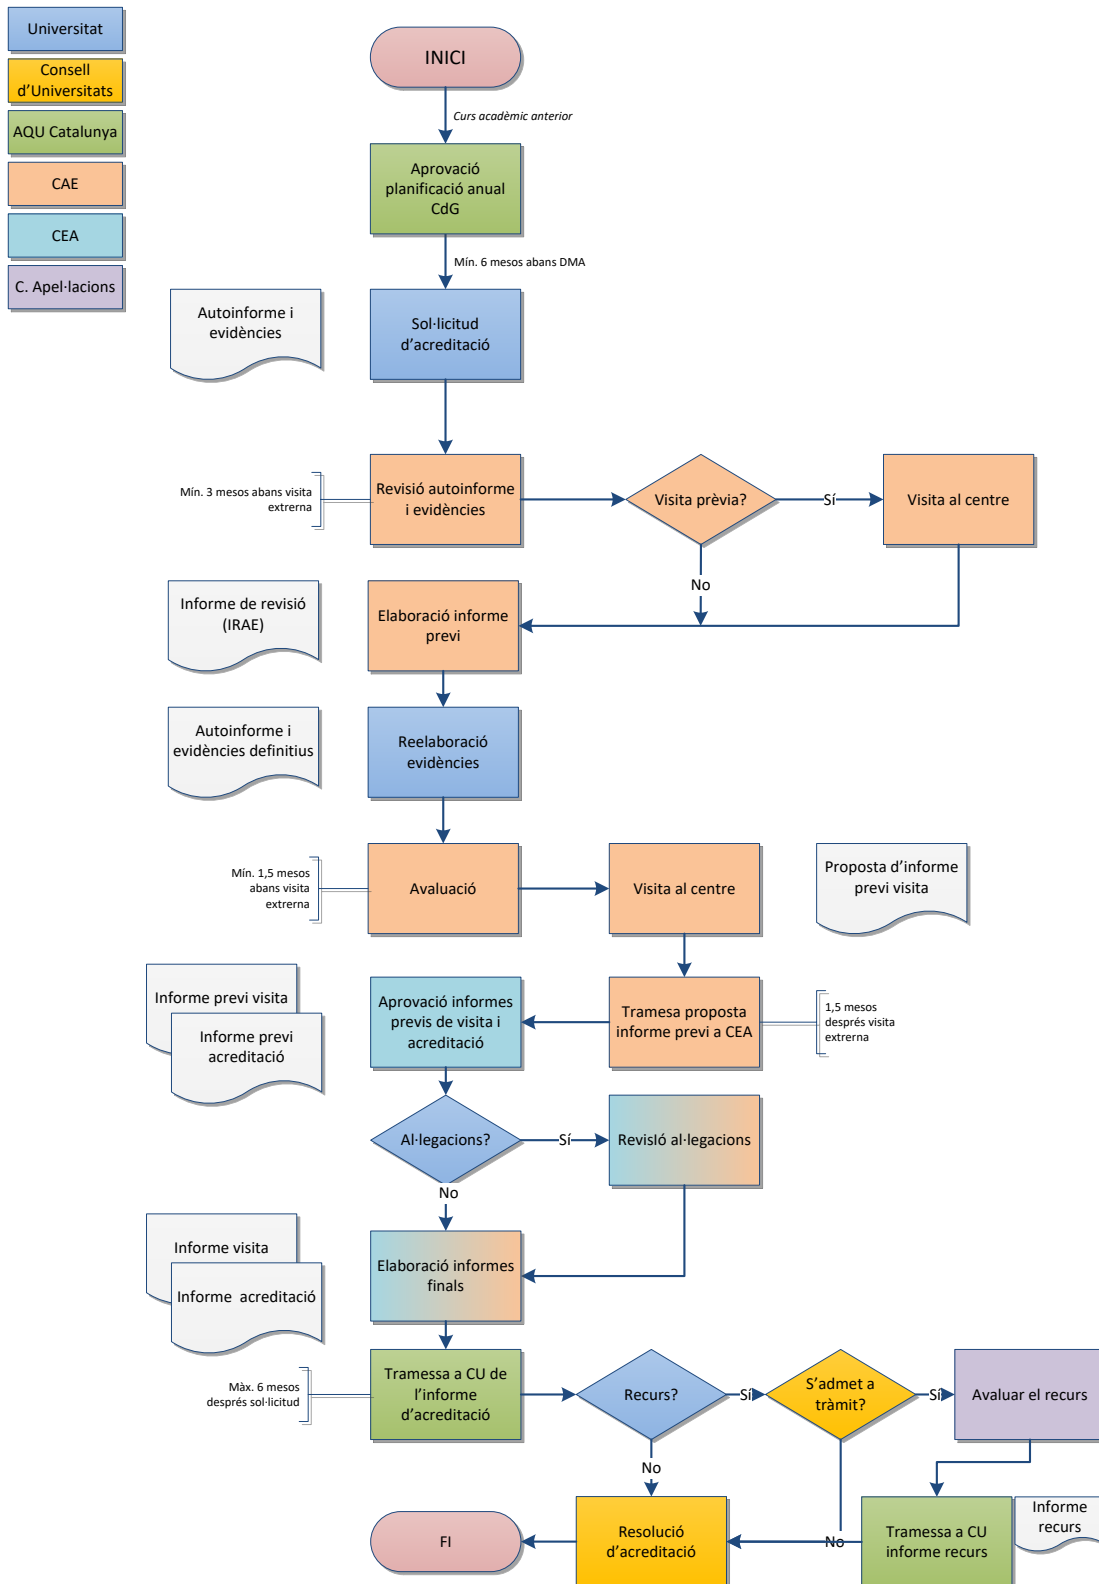 Universitat
Consell
d'Universitats
AQU Catalunya
CAE
CEA
C. Apel·lacions
INICI
Curs acadèmic anterior
Aprovació
planificació anual
CdG
Mín. 6 mesos abans DMA
Autoinforme i
evidències
Sol·licitud
d'acreditació
Mín. 3 mesos abans visita
extrerna
Revisió autoinforme
i evidències
Visita prèvia?
Sí
Visita al centre
No
Informe de revisió
(IRAE)
Elaboració informe
previ
Autoinforme i
evidències definitius
Reelaboració
evidències
Mín. 1,5 mesos
abans visita
extrerna
Avaluació
Visita al centre
Proposta d'informe
previ visita
Informe previ visita
Informe previ
acreditació
Aprovació informes
previs de visita i
acreditació
Tramesa proposta
informe previ a CEA
1,5 mesos
després visita
extrerna
Al·legacions?
Sí
Revisló al·legacions
No
Informe visita
Informe acreditació
Elaboració informes
finals
Màx. 6 mesos
després sol·licitud
Tramessa a CU de
l'informe
d'acreditació
Recurs?
Sí
S'admet a
tràmit?
Sí
Avaluar el recurs
No
FI
Resolució
d'acreditació
No
Tramessa a CU
informe recurs
Informe
recurs